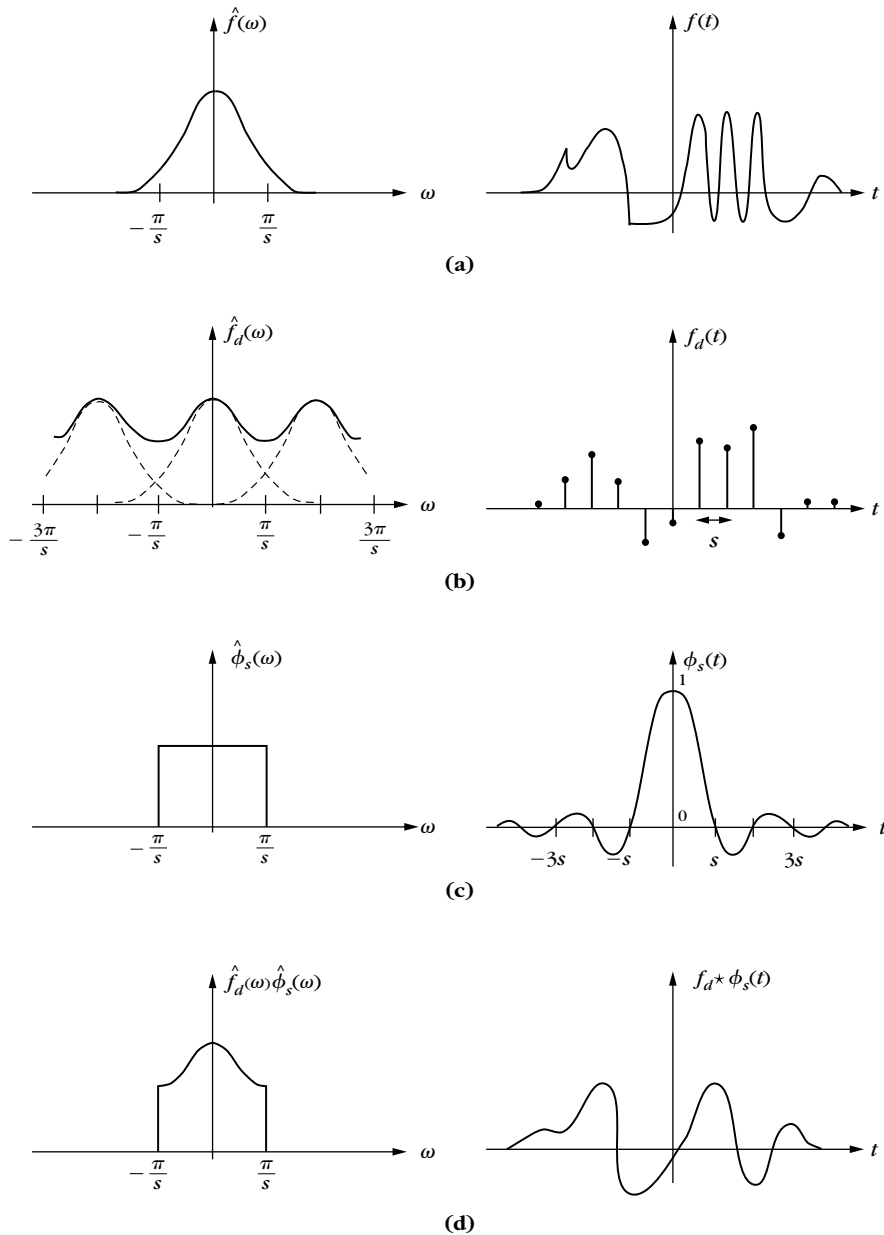 f̂(ω)
f(t)
ω
t
−π/s
π/s
(a)
f̂_d(ω)
f_d(t)
ω
t
−3π/s
−π/s
π/s
3π/s
s
(b)
ϕ̂_s(ω)
ϕ_s(t)
1
0
ω
t
−π/s
π/s
−3s
−s
s
3s
(c)
f̂_d(ω)ϕ̂_s(ω)
f_d⋆ϕ_s(t)
ω
t
−π/s
π/s
(d)